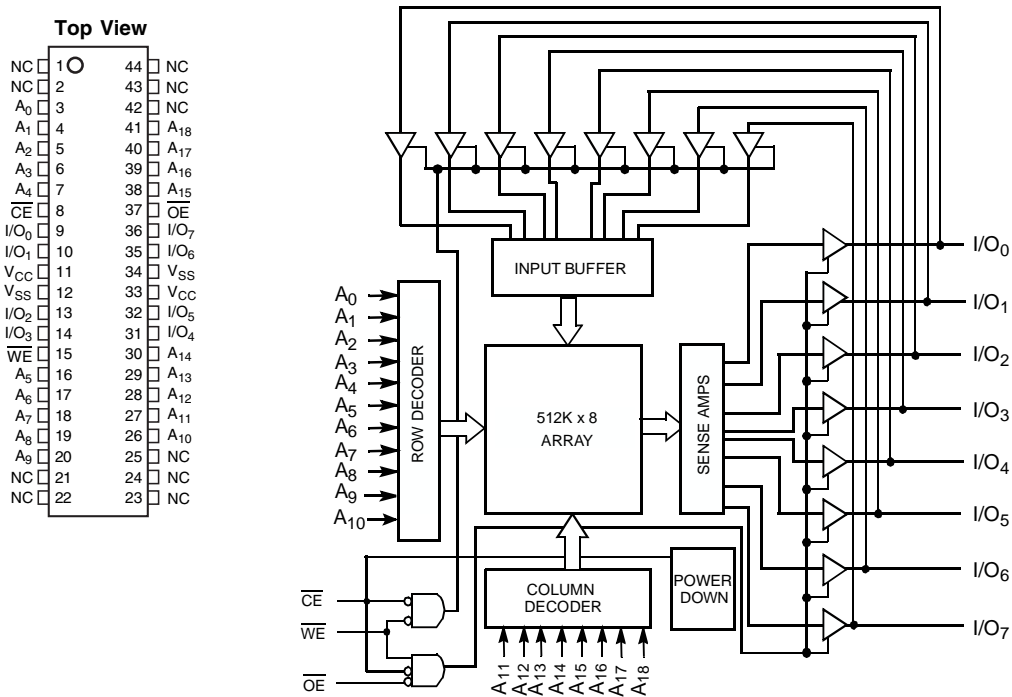 Top View
NC 1 44 NC
NC 2 43 NC
A0 3 42 NC
A1 4 41 A18
A2 5 40 A17
A3 6 39 A16
A4 7 38 A15
CE 8 37 OE
I/O0 9 36 I/O7
I/O1 10 35 I/O6
VCC 11 34 VSS
VSS 12 33 VCC
I/O2 13 32 I/O5
I/O3 14 31 I/O4
WE 15 30 A14
A5 16 29 A13
A6 17 28 A12
A7 18 27 A11
A8 19 26 A10
A9 20 25 NC
NC 21 24 NC
NC 22 23 NC
INPUT BUFFER
A0
A1
A2
A3
A4
A5
A6
A7
A8
A9
A10
ROW DECODER
512K x 8
ARRAY
SENSE AMPS
I/O0
I/O1
I/O2
I/O3
I/O4
I/O5
I/O6
I/O7
COLUMN
DECODER
POWER
DOWN
CE
WE
OE
A11
A12
A13
A14
A15
A16
A17
A18